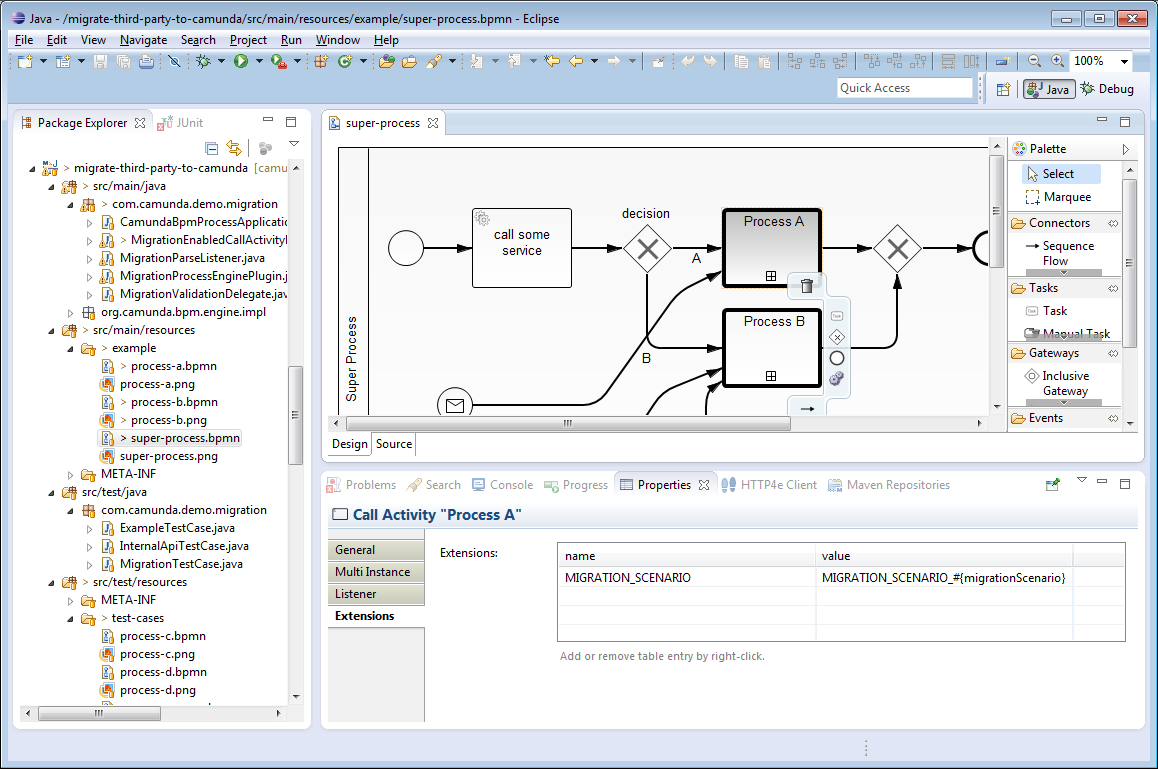 Java - /migrate-third-party-to-camunda/src/main/resources/example/super-process.bpmn - Eclipse
File Edit View Navigate Search Project Run Window Help
100%
Quick Access
Java
Debug
Package Explorer
JUnit
> migrate-third-party-to-camunda [camu
> src/main/java
> com.camunda.demo.migration
CamundaBpmProcessApplicatio
> MigrationEnabledCallActivity
MigrationParseListener.java
MigrationProcessEnginePlugin.j
MigrationValidationDelegate.jav
org.camunda.bpm.engine.impl
> src/main/resources
> example
> process-a.bpmn
process-a.png
> process-b.bpmn
> process-b.png
> super-process.bpmn
super-process.png
META-INF
src/test/java
com.camunda.demo.migration
ExampleTestCase.java
InternalApiTestCase.java
MigrationTestCase.java
> src/test/resources
META-INF
> test-cases
process-c.bpmn
process-c.png
process-d.bpmn
process-d.png
super-process
Super Process
call some
service
decision
A
B
Process A
Process B
Palette
Select
Marquee
Connectors
Sequence
Flow
Tasks
Task
Manual Task
Gateways
Inclusive
Gateway
Events
Design Source
Problems Search Console Progress Properties HTTP4e Client Maven Repositories
Call Activity "Process A"
General
Multi Instance
Listener
Extensions
Extensions:
name value
MIGRATION_SCENARIO MIGRATION_SCENARIO_#{migrationScenario}
Add or remove table entry by right-click.